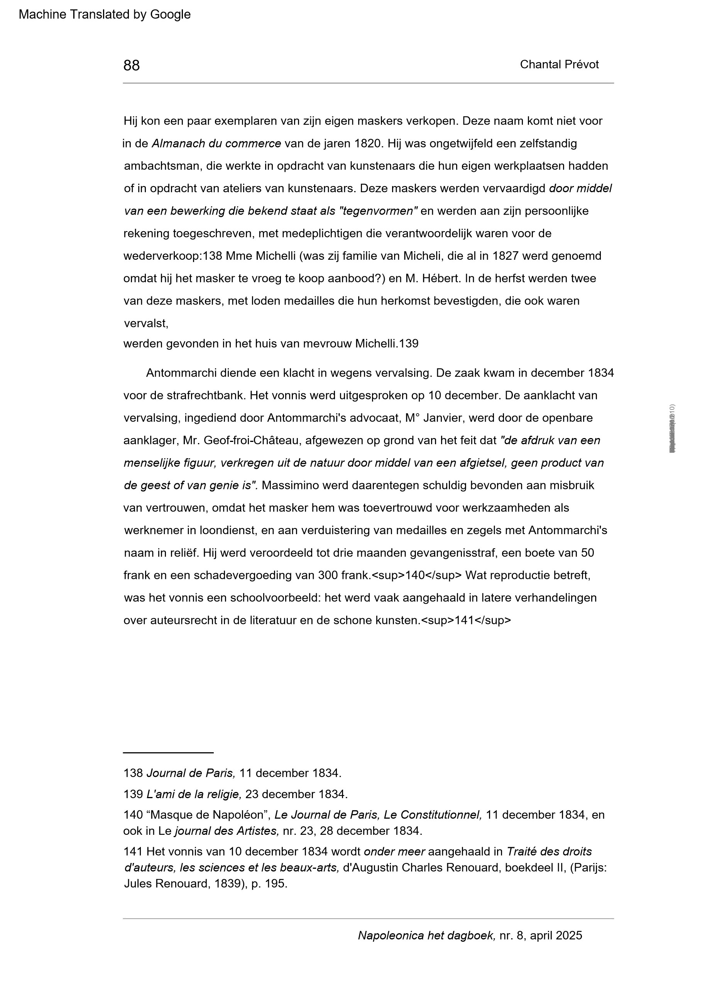 Machine Translated by Google
88
Chantal Prévot
Hij kon een paar exemplaren van zijn eigen maskers verkopen. Deze naam komt niet voor
in de Almanach du commerce van de jaren 1820. Hij was ongetwijfeld een zelfstandig
ambachtsman, die werkte in opdracht van kunstenaars die hun eigen werkplaatsen hadden
of in opdracht van ateliers van kunstenaars. Deze maskers werden vervaardigd door middel
van een bewerking die bekend staat als "tegenvormen" en werden aan zijn persoonlijke
rekening toegeschreven, met medeplichtigen die verantwoordelijk waren voor de
wederverkoop:138 Mme Michelli (was zij familie van Micheli, die al in 1827 werd genoemd
omdat hij het masker te vroeg te koop aanbood?) en M. Hébert. In de herfst werden twee
van deze maskers, met loden medailles die hun herkomst bevestigden, die ook waren
vervalst,
werden gevonden in het huis van mevrouw Michelli.139
Antommarchi diende een klacht in wegens vervalsing. De zaak kwam in december 1834
voor de strafrechtbank. Het vonnis werd uitgesproken op 10 december. De aanklacht van
vervalsing, ingediend door Antommarchi's advocaat, M° Janvier, werd door de openbare
aanklager, Mr. Geof-froi-Château, afgewezen op grond van het feit dat "de afdruk van een
menselijke figuur, verkregen uit de natuur door middel van een afgietsel, geen product van
de geest of van genie is". Massimino werd daarentegen schuldig bevonden aan misbruik
van vertrouwen, omdat het masker hem was toevertrouwd voor werkzaamheden als
werknemer in loondienst, en aan verduistering van medailles en zegels met Antommarchi's
naam in reliëf. Hij werd veroordeeld tot drie maanden gevangenisstraf, een boete van 50
frank en een schadevergoeding van 300 frank.<sup>140</sup> Wat reproductie betreft,
was het vonnis een schoolvoorbeeld: het werd vaak aangehaald in latere verhandelingen
over auteursrecht in de literatuur en de schone kunsten.<sup>141</sup>
138 Journal de Paris, 11 december 1834.
139 L'ami de la religie, 23 december 1834.
140 “Masque de Napoléon”, Le Journal de Paris, Le Constitutionnel, 11 december 1834, en
ook in Le journal des Artistes, nr. 23, 28 december 1834.
141 Het vonnis van 10 december 1834 wordt onder meer aangehaald in Traité des droits
d'auteurs, les sciences et les beaux-arts, d'Augustin Charles Renouard, boekdeel II, (Parijs:
Jules Renouard, 1839), p. 195.
Napoleonica het dagboek, nr. 8, april 2025